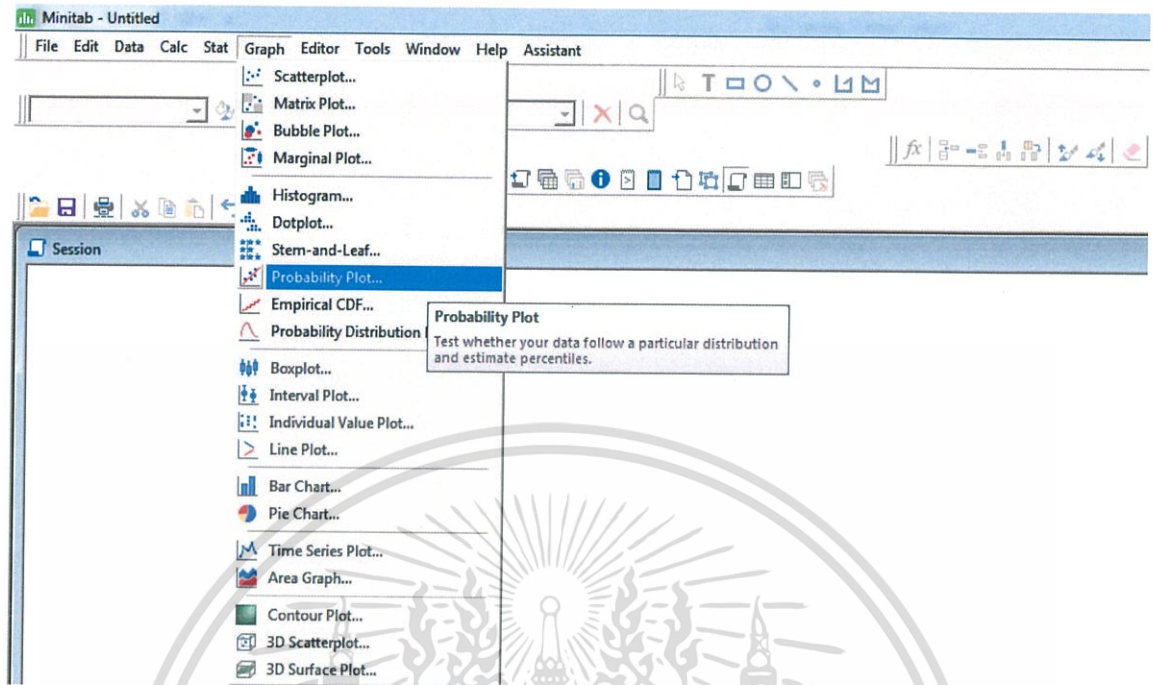 Minitab - Untitled
File Edit Data Calc Stat Graph Editor Tools Window Help Assistant
Scatterplot...
Matrix Plot...
Bubble Plot...
Marginal Plot...
Histogram...
Dotplot...
Stem-and-Leaf...
Probability Plot...
Empirical CDF...
Probability Distribution
Boxplot...
Interval Plot...
Individual Value Plot...
Line Plot...
Bar Chart...
Pie Chart...
Time Series Plot...
Area Graph...
Contour Plot...
3D Scatterplot...
3D Surface Plot...
Session
Probability Plot
Test whether your data follow a particular distribution
and estimate percentiles.
T
fx